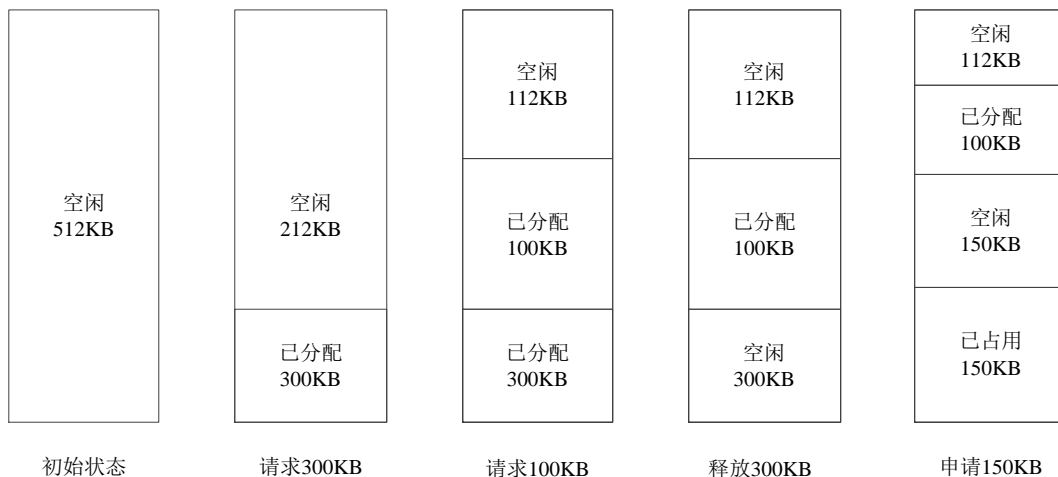 空闲
512KB
初始状态
空闲
212KB
已分配
300KB
请求300KB
空闲
112KB
已分配
100KB
已分配
300KB
请求100KB
空闲
112KB
已分配
100KB
空闲
300KB
释放300KB
空闲
112KB
已分配
100KB
空闲
150KB
已占用
150KB
申请150KB